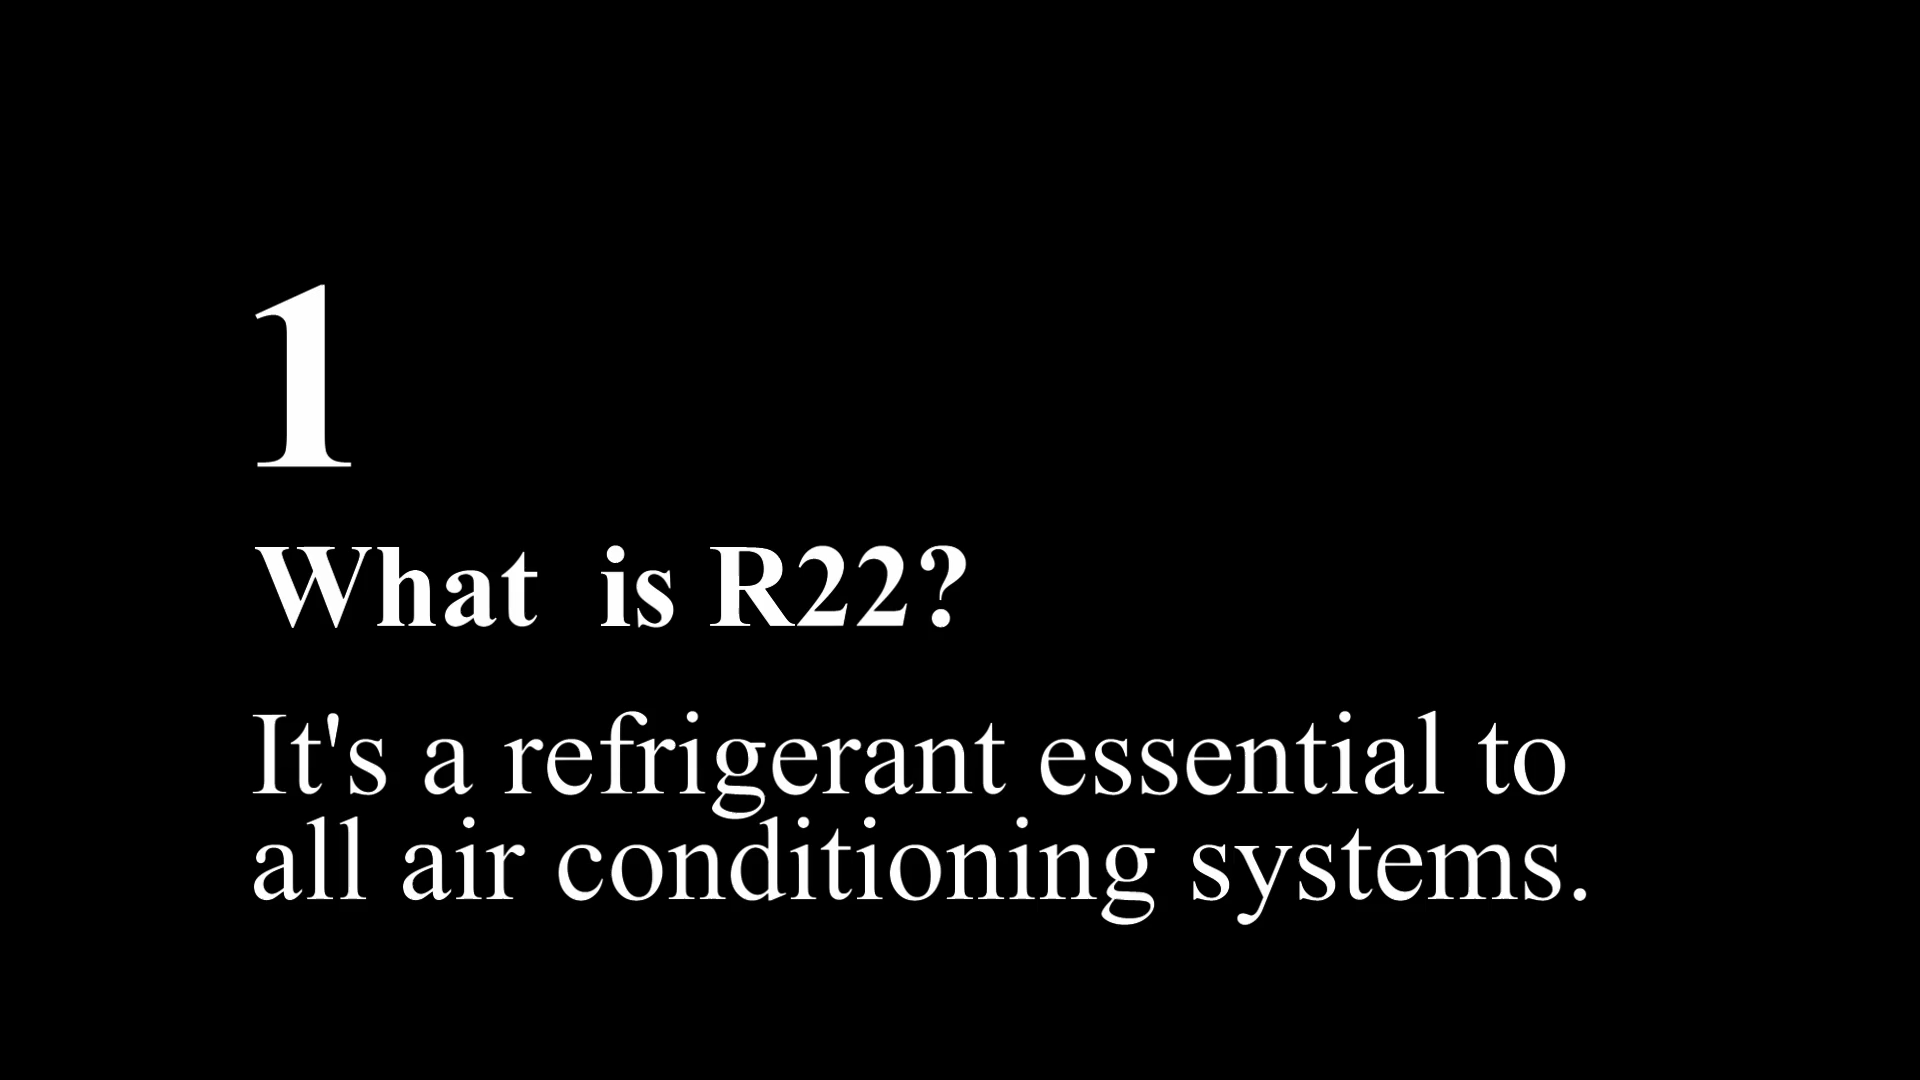 1
What  is R22?
It's a refrigerant essential to
all air conditioning systems.